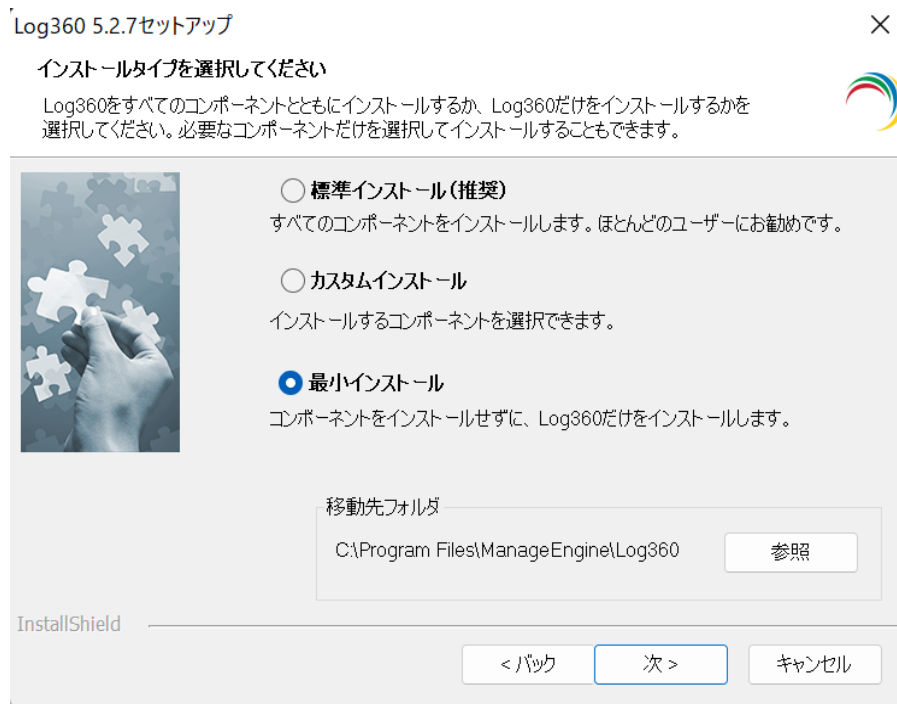 Log360 5.2.7セットアップ
インストールタイプを選択してください
Log360をすべてのコンポーネントとともにインストールするか、Log360だけをインストールするかを
選択してください。必要なコンポーネントだけを選択してインストールすることもできます。
標準インストール(推奨)
すべてのコンポーネントをインストールします。ほとんどのユーザーにお勧めです。
カスタムインストール
インストールするコンポーネントを選択できます。
最小インストール
コンポーネントをインストールせずに、Log360だけをインストールします。
移動先フォルダ
C:\Program Files\ManageEngine\Log360
参照
InstallShield
< バック
次 >
キャンセル